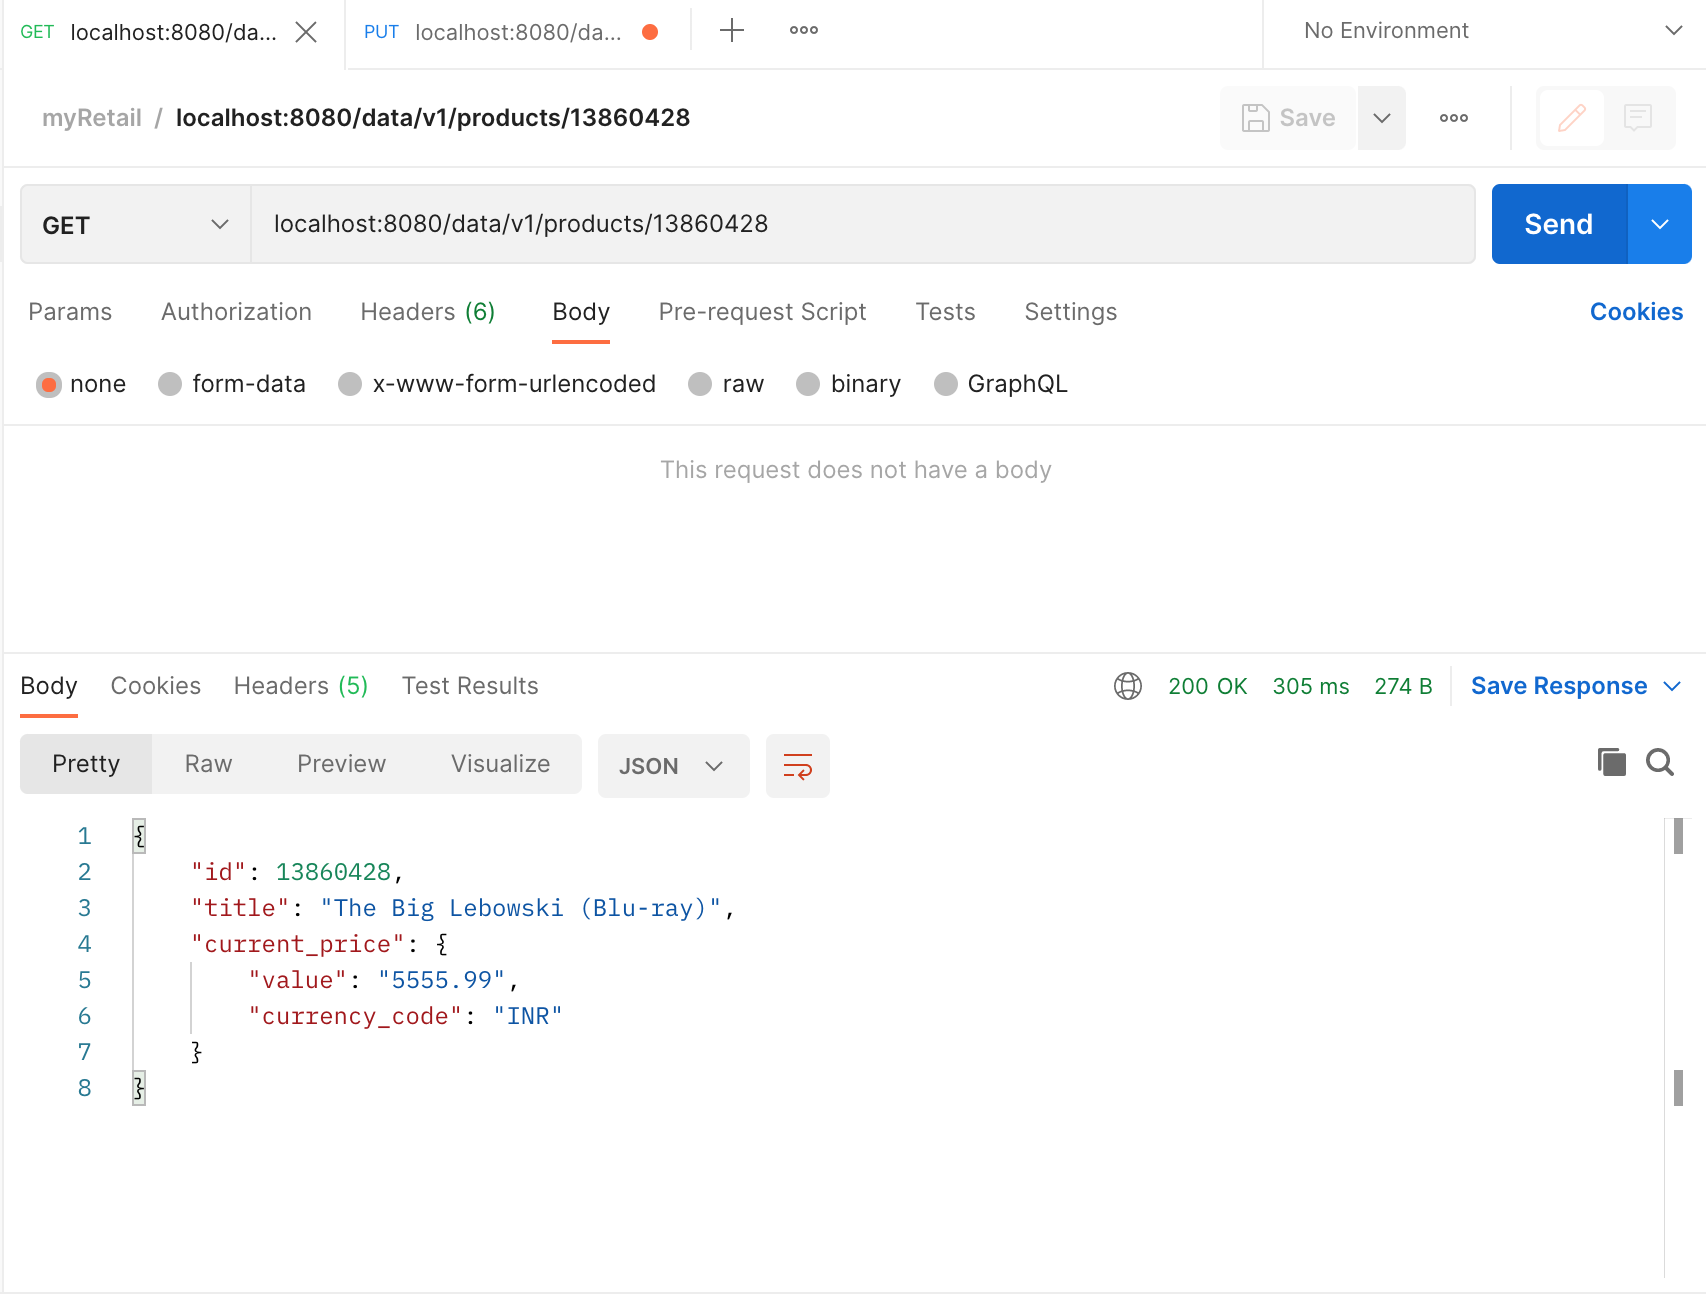 GET localhost:8080/da... PUT localhost:8080/da... No Environment
myRetail / localhost:8080/data/v1/products/13860428 Save
GET localhost:8080/data/v1/products/13860428 Send
Params Authorization Headers (6) Body Pre-request Script Tests Settings Cookies
none form-data x-www-form-urlencoded raw binary GraphQL
This request does not have a body
Body Cookies Headers (5) Test Results 200 OK 305 ms 274 B Save Response
Pretty Raw Preview Visualize JSON
1 {
2 "id": 13860428,
3 "title": "The Big Lebowski (Blu-ray)",
4 "current_price": {
5 "value": "5555.99",
6 "currency_code": "INR"
7 }
8 }